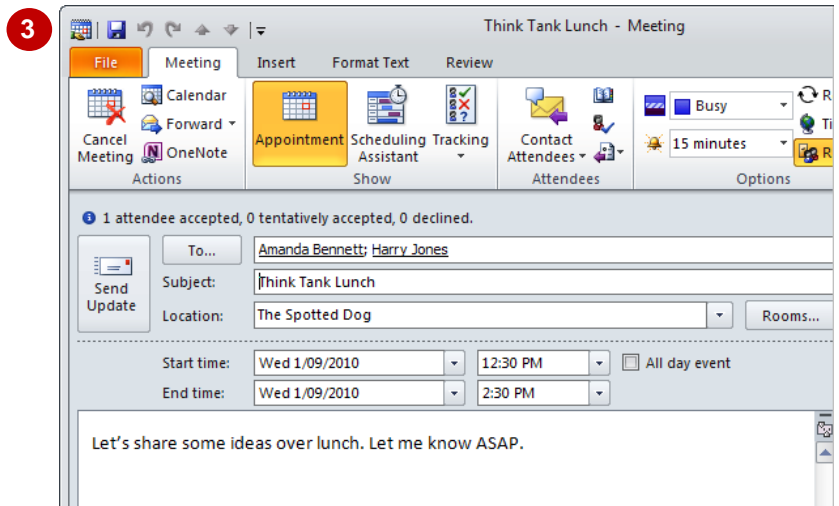 3
Think Tank Lunch - Meeting
File Meeting Insert Format Text Review
Cancel Meeting
Calendar
Forward
OneNote
Actions
Appointment
Scheduling Assistant
Tracking
Show
Contact Attendees
Attendees
Busy
15 minutes
R
Ti
R
Options
1 attendee accepted, 0 tentatively accepted, 0 declined.
Send Update
To... Amanda Bennett; Harry Jones
Subject: Think Tank Lunch
Location: The Spotted Dog Rooms...
Start time: Wed 1/09/2010 12:30 PM All day event
End time: Wed 1/09/2010 2:30 PM
Let's share some ideas over lunch. Let me know ASAP.